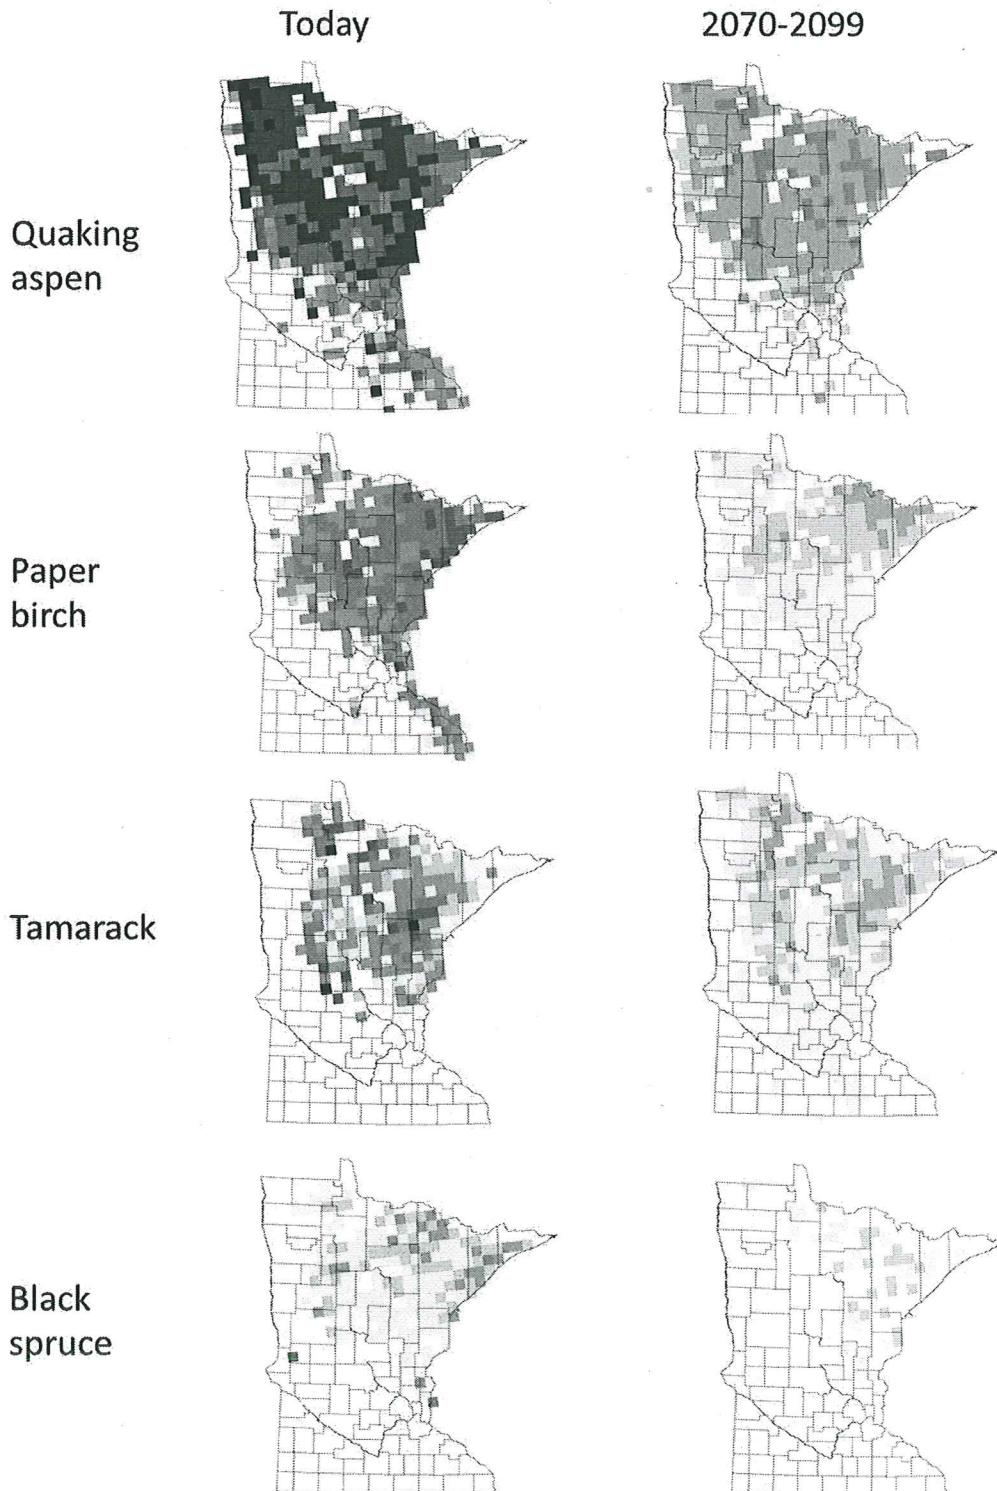 Today
2070-2099
Quaking
aspen
Paper
birch
Tamarack
Black
spruce